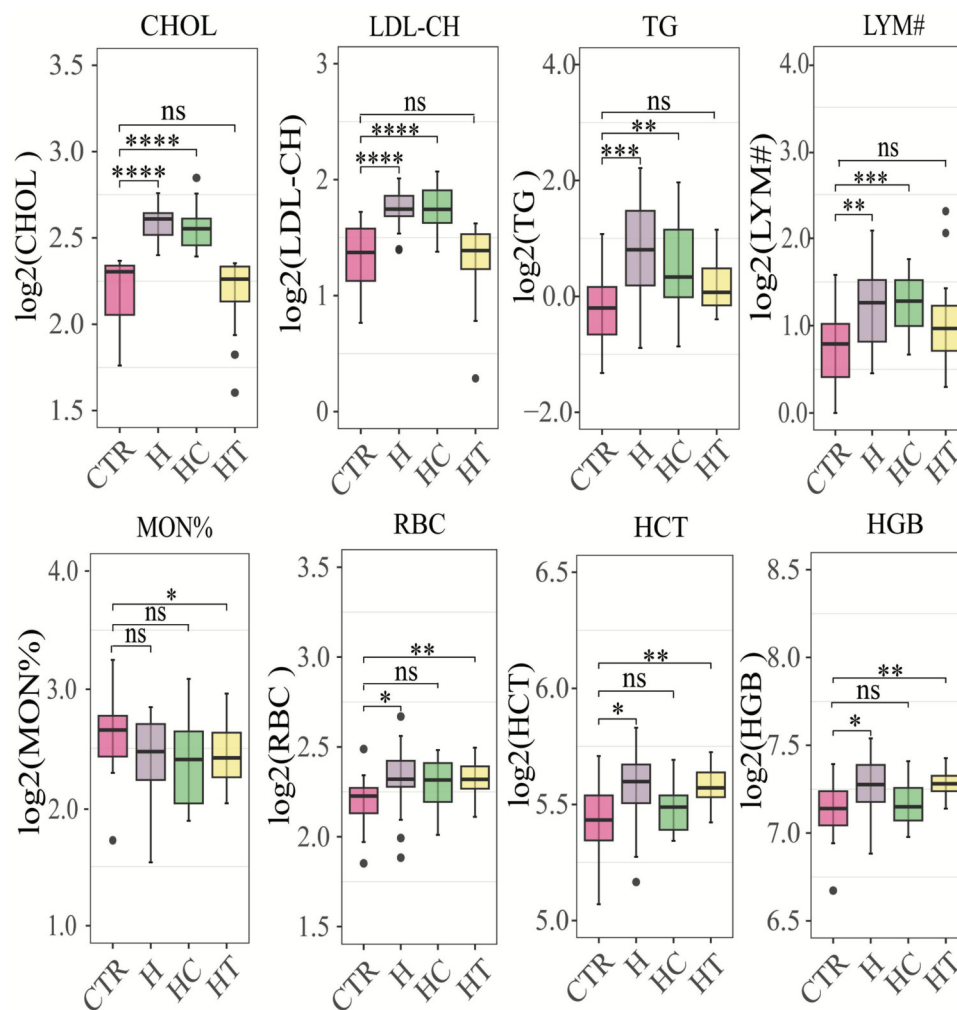 CHOL
log2(CHOL )
3.5
3.0
2.5
2.0
1.5
ns
****
****
CTR
H
HC
HT
LDL-CH
log2(LDL-CH)
3
2
1
0
ns
****
****
CTR
H
HC
HT
TG
log2(TG )
4.0
2.0
0.0
−2.0
ns
**
***
CTR
H
HC
HT
LYM#
log2(LYM#)
4.0
3.0
2.0
1.0
0.0
ns
***
**
CTR
H
HC
HT
MON%
log2(MON%)
4.0
3.0
2.0
1.0
*
ns
ns
CTR
H
HC
HT
RBC
log2(RBC )
3.5
3.0
2.5
2.0
1.5
**
ns
*
CTR
H
HC
HT
HCT
log2(HCT )
6.5
6.0
5.5
5.0
**
ns
*
CTR
H
HC
HT
HGB
log2(HGB )
8.5
8.0
7.5
7.0
6.5
**
ns
*
CTR
H
HC
HT